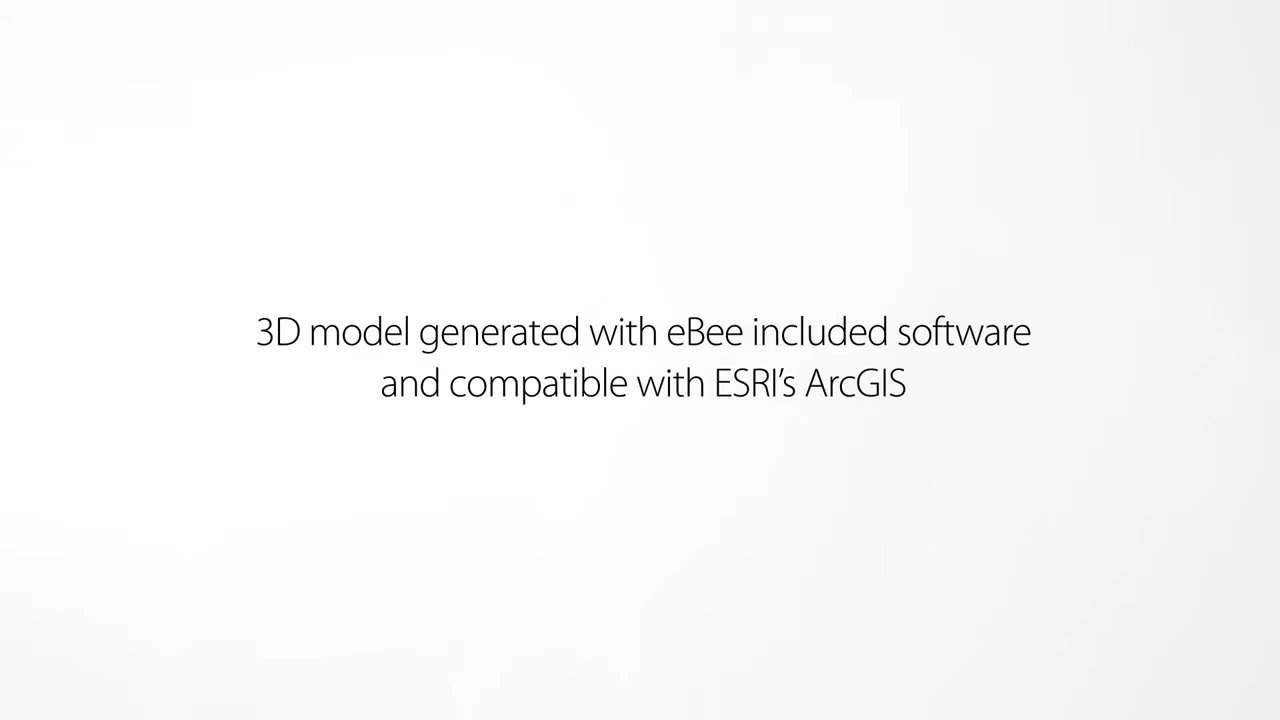 3D model generated with eBee included software
and compatible with ESRI’s ArcGIS